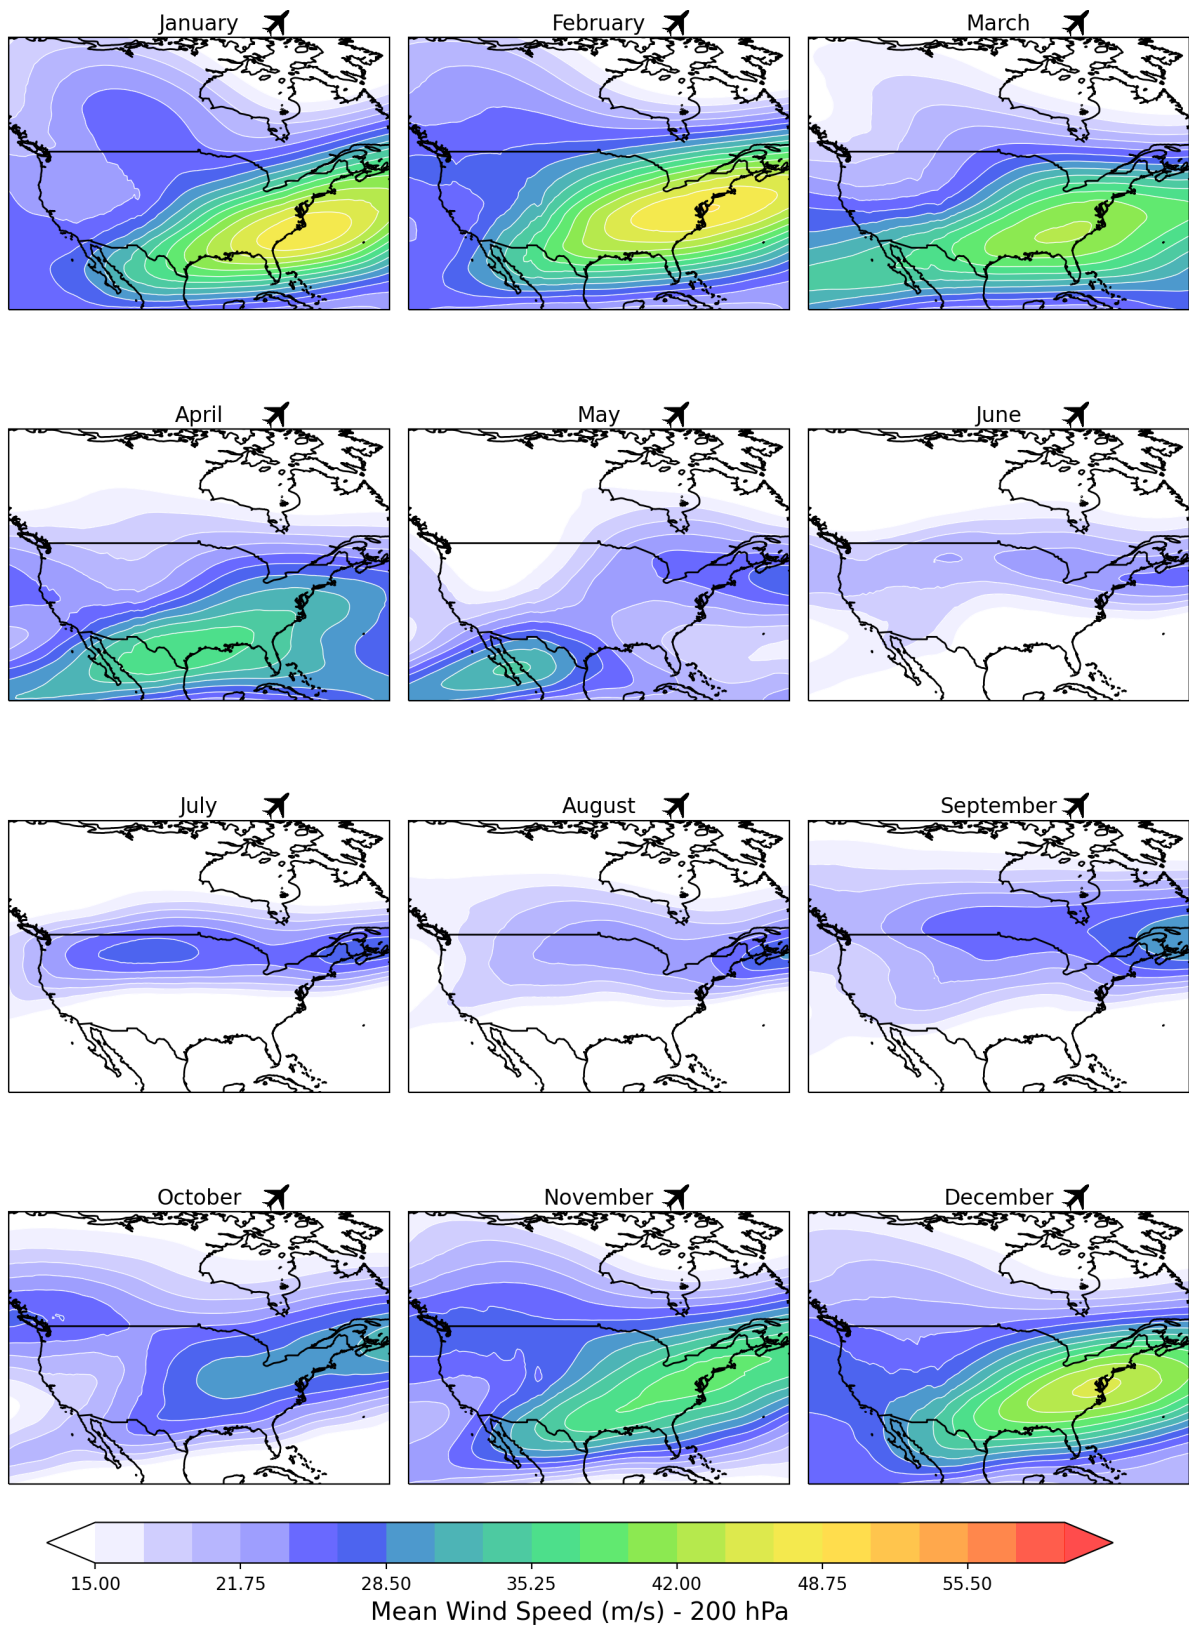 January
February
March
April
May
June
July
August
September
October
November
December
15.00 21.75 28.50 35.25 42.00 48.75 55.50
Mean Wind Speed (m/s) - 200 hPa